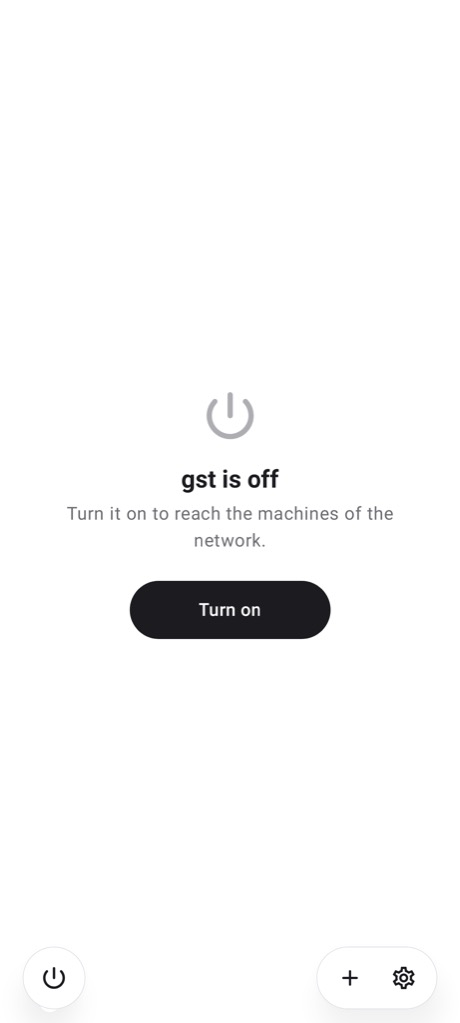 gst is off
Turn it on to reach the machines of the
network.
Turn on